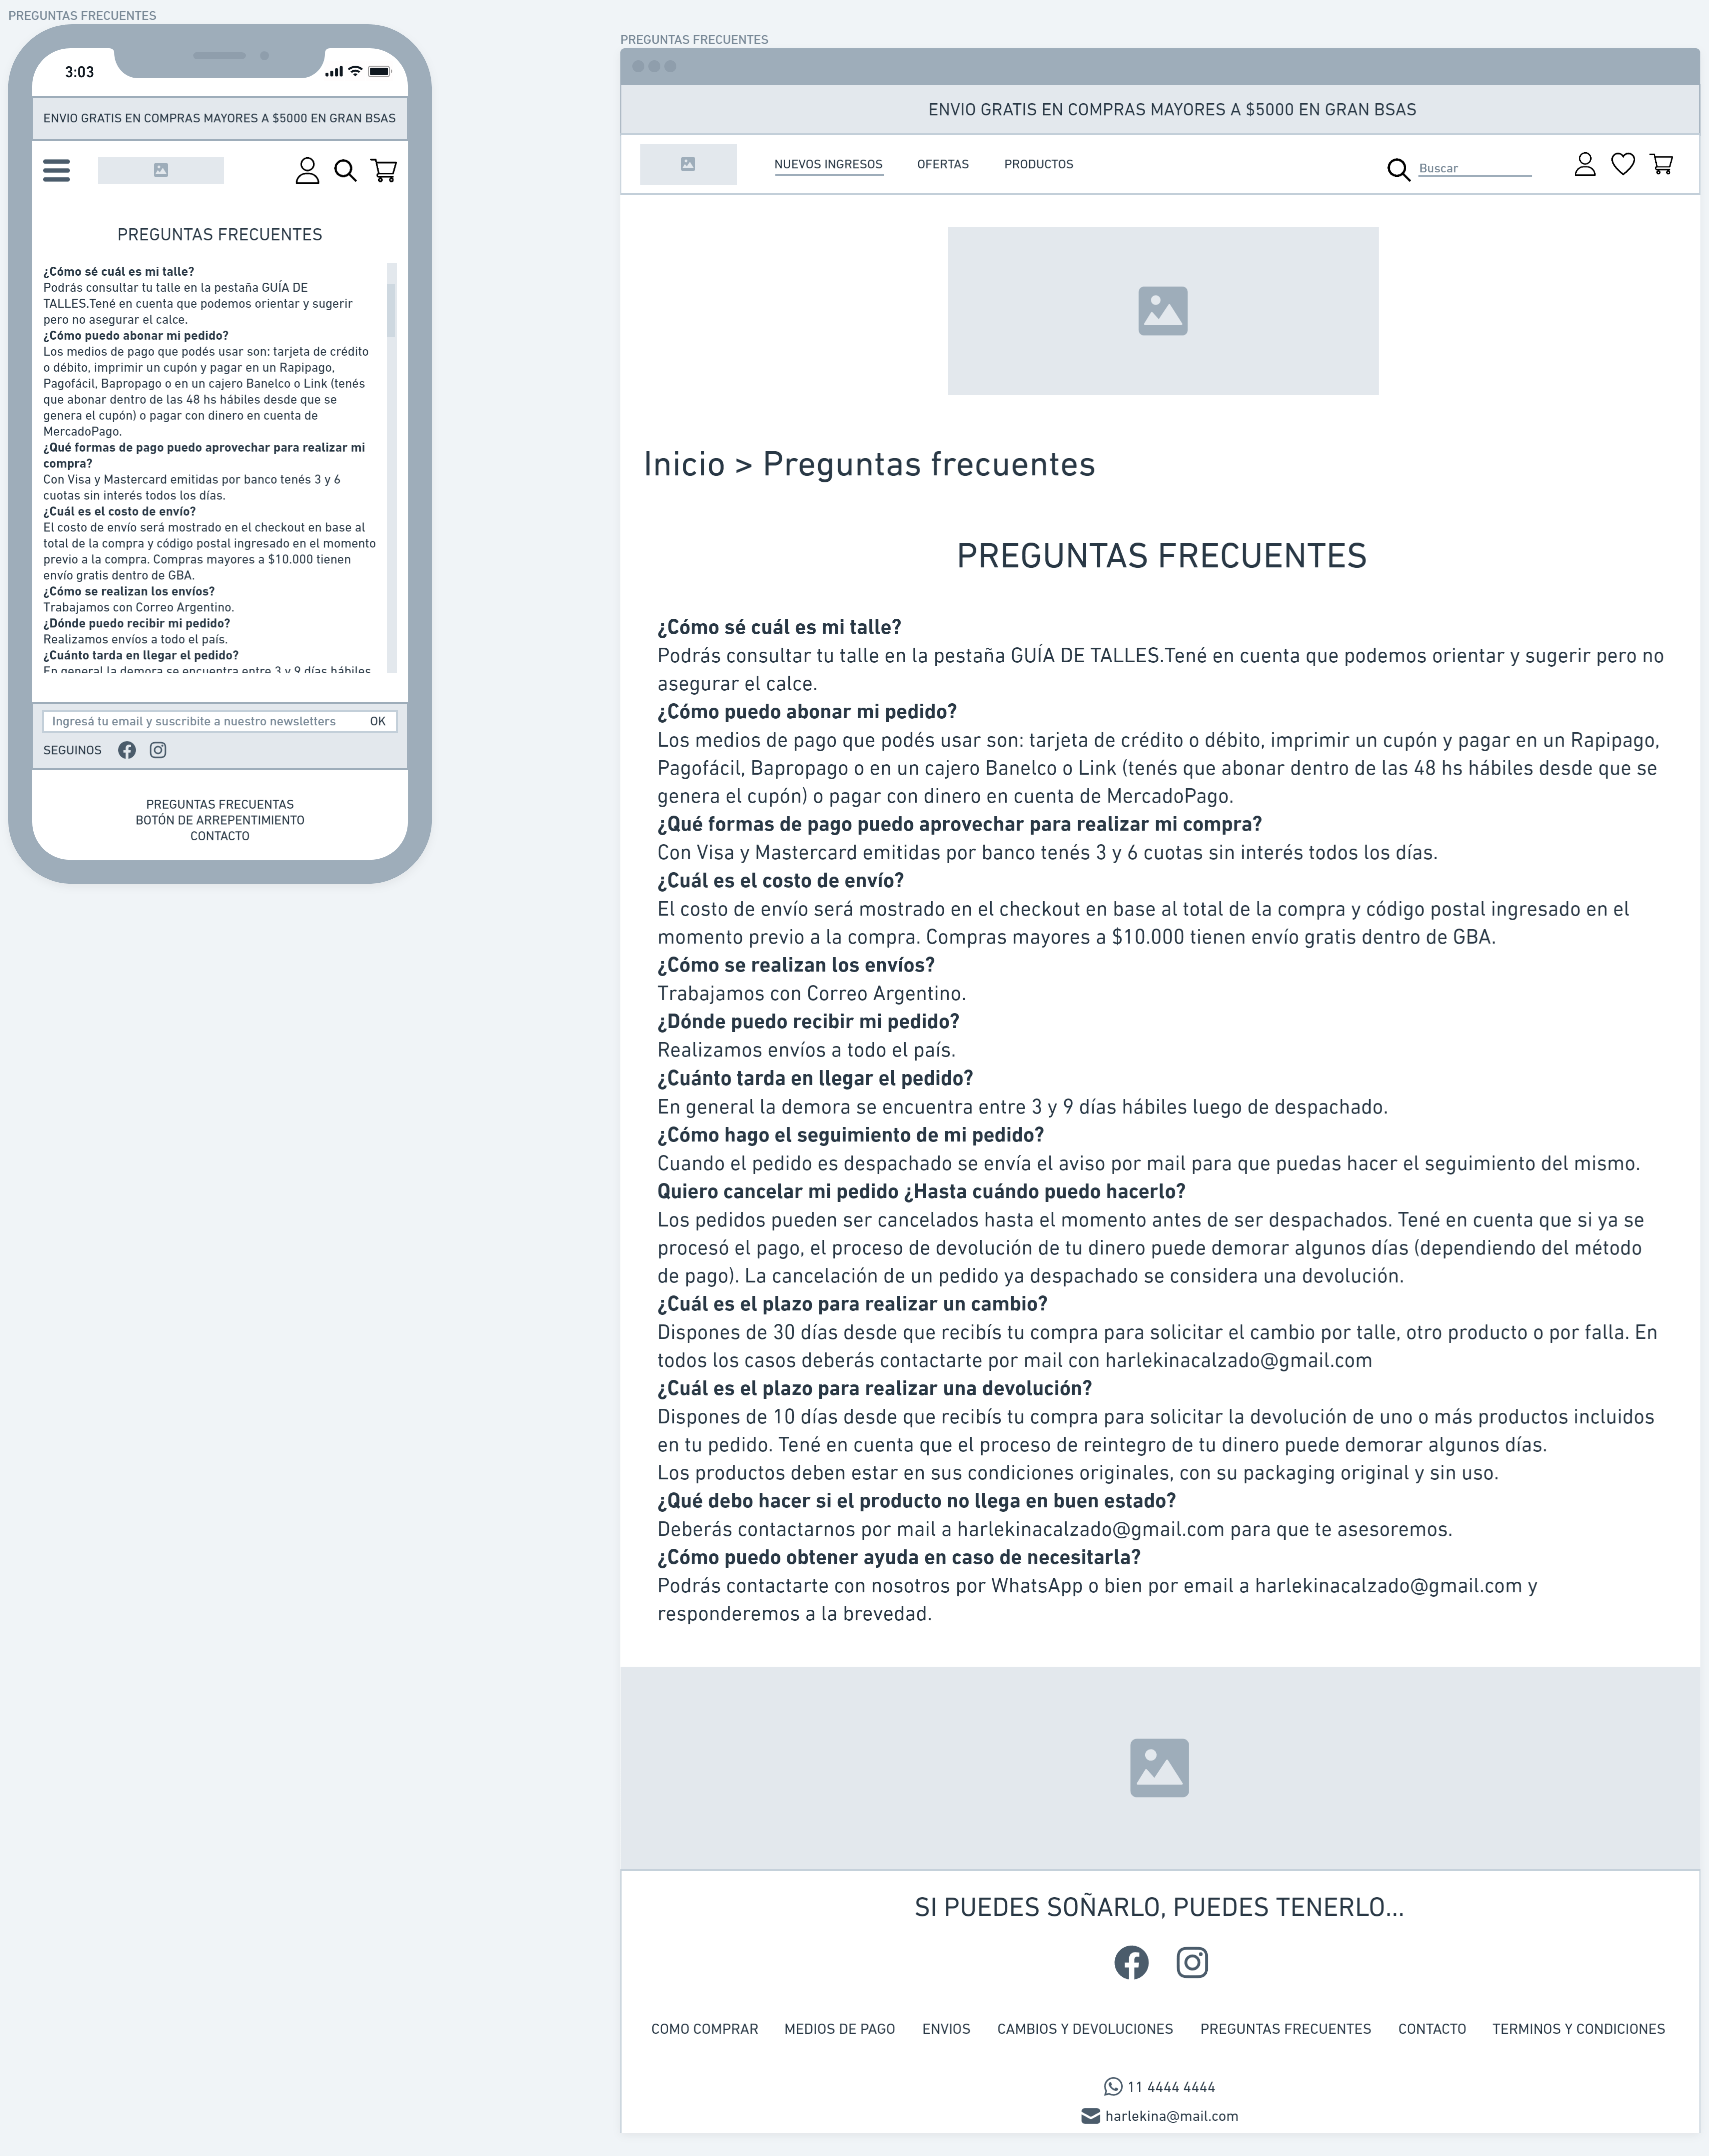 PREGUNTAS FRECUENTES
3:03
ENVIO GRATIS EN COMPRAS MAYORES A $5000 EN GRAN BSAS
PREGUNTAS FRECUENTES
¿Cómo sé cuál es mi talle?
Podrás consultar tu talle en la pestaña GUÍA DE
TALLES.Tené en cuenta que podemos orientar y sugerir
pero no asegurar el calce.
¿Cómo puedo abonar mi pedido?
Los medios de pago que podés usar son: tarjeta de crédito
o débito, imprimir un cupón y pagar en un Rapipago,
Pagofácil, Bapropago o en un cajero Banelco o Link (tenés
que abonar dentro de las 48 hs hábiles desde que se
genera el cupón) o pagar con dinero en cuenta de
MercadoPago.
¿Qué formas de pago puedo aprovechar para realizar mi
compra?
Con Visa y Mastercard emitidas por banco tenés 3 y 6
cuotas sin interés todos los días.
¿Cuál es el costo de envío?
El costo de envío será mostrado en el checkout en base al
total de la compra y código postal ingresado en el momento
previo a la compra. Compras mayores a $10.000 tienen
envío gratis dentro de GBA.
¿Cómo se realizan los envíos?
Trabajamos con Correo Argentino.
¿Dónde puedo recibir mi pedido?
Realizamos envíos a todo el país.
¿Cuánto tarda en llegar el pedido?
En general la demora se encuentra entre 3 y 9 días hábiles
Ingresá tu email y suscribite a nuestro newsletters OK
SEGUINOS
PREGUNTAS FRECUENTAS
BOTÓN DE ARREPENTIMIENTO
CONTACTO
PREGUNTAS FRECUENTES
ENVIO GRATIS EN COMPRAS MAYORES A $5000 EN GRAN BSAS
NUEVOS INGRESOS OFERTAS PRODUCTOS Buscar
Inicio > Preguntas frecuentes
PREGUNTAS FRECUENTES
¿Cómo sé cuál es mi talle?
Podrás consultar tu talle en la pestaña GUÍA DE TALLES.Tené en cuenta que podemos orientar y sugerir pero no
asegurar el calce.
¿Cómo puedo abonar mi pedido?
Los medios de pago que podés usar son: tarjeta de crédito o débito, imprimir un cupón y pagar en un Rapipago,
Pagofácil, Bapropago o en un cajero Banelco o Link (tenés que abonar dentro de las 48 hs hábiles desde que se
genera el cupón) o pagar con dinero en cuenta de MercadoPago.
¿Qué formas de pago puedo aprovechar para realizar mi compra?
Con Visa y Mastercard emitidas por banco tenés 3 y 6 cuotas sin interés todos los días.
¿Cuál es el costo de envío?
El costo de envío será mostrado en el checkout en base al total de la compra y código postal ingresado en el
momento previo a la compra. Compras mayores a $10.000 tienen envío gratis dentro de GBA.
¿Cómo se realizan los envíos?
Trabajamos con Correo Argentino.
¿Dónde puedo recibir mi pedido?
Realizamos envíos a todo el país.
¿Cuánto tarda en llegar el pedido?
En general la demora se encuentra entre 3 y 9 días hábiles luego de despachado.
¿Cómo hago el seguimiento de mi pedido?
Cuando el pedido es despachado se envía el aviso por mail para que puedas hacer el seguimiento del mismo.
Quiero cancelar mi pedido ¿Hasta cuándo puedo hacerlo?
Los pedidos pueden ser cancelados hasta el momento antes de ser despachados. Tené en cuenta que si ya se
procesó el pago, el proceso de devolución de tu dinero puede demorar algunos días (dependiendo del método
de pago). La cancelación de un pedido ya despachado se considera una devolución.
¿Cuál es el plazo para realizar un cambio?
Dispones de 30 días desde que recibís tu compra para solicitar el cambio por talle, otro producto o por falla. En
todos los casos deberás contactarte por mail con harlekinacalzado@gmail.com
¿Cuál es el plazo para realizar una devolución?
Dispones de 10 días desde que recibís tu compra para solicitar la devolución de uno o más productos incluidos
en tu pedido. Tené en cuenta que el proceso de reintegro de tu dinero puede demorar algunos días.
Los productos deben estar en sus condiciones originales, con su packaging original y sin uso.
¿Qué debo hacer si el producto no llega en buen estado?
Deberás contactarnos por mail a harlekinacalzado@gmail.com para que te asesoremos.
¿Cómo puedo obtener ayuda en caso de necesitarla?
Podrás contactarte con nosotros por WhatsApp o bien por email a harlekinacalzado@gmail.com y
responderemos a la brevedad.
SI PUEDES SOÑARLO, PUEDES TENERLO...
COMO COMPRAR MEDIOS DE PAGO ENVIOS CAMBIOS Y DEVOLUCIONES PREGUNTAS FRECUENTES CONTACTO TERMINOS Y CONDICIONES
11 4444 4444
harlekina@mail.com